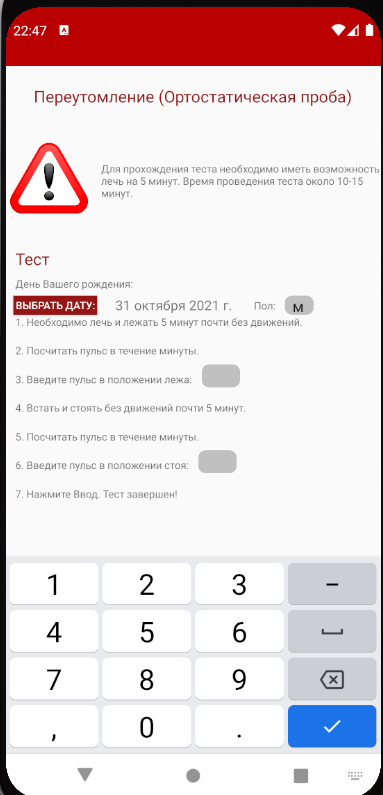 22:47
Переутомление (Ортостатическая проба)
Для прохождения теста необходимо иметь возможность
лечь на 5 минут. Время проведения теста около 10-15
минут.
Тест
День Вашего рождения:
ВЫБРАТЬ ДАТУ: 31 октября 2021 г. Пол: м
1. Необходимо лечь и лежать 5 минут почти без движений.
2. Посчитать пульс в течение минуты.
3. Введите пульс в положении лежа:
4. Встать и стоять без движений почти 5 минут.
5. Посчитать пульс в течение минуты.
6. Введите пульс в положении стоя:
7. Нажмите Ввод. Тест завершен!
1 2 3 –
4 5 6
7 8 9
, 0 .